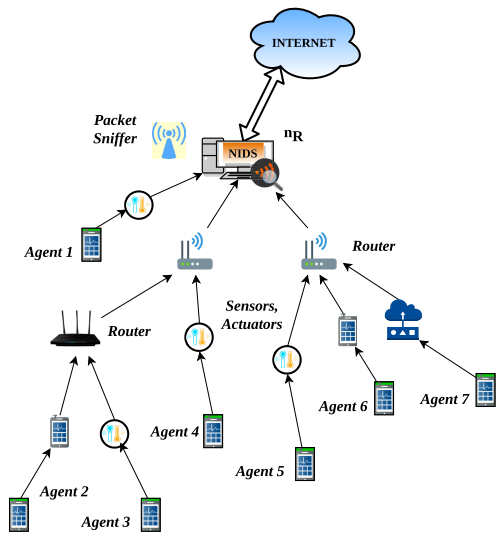 INTERNET
Packet
Sniffer
nR
NIDS
Agent 1
Router
Sensors,
Actuators
Router
Agent 4
Agent 6
Agent 7
Agent 5
Agent 2
Agent 3